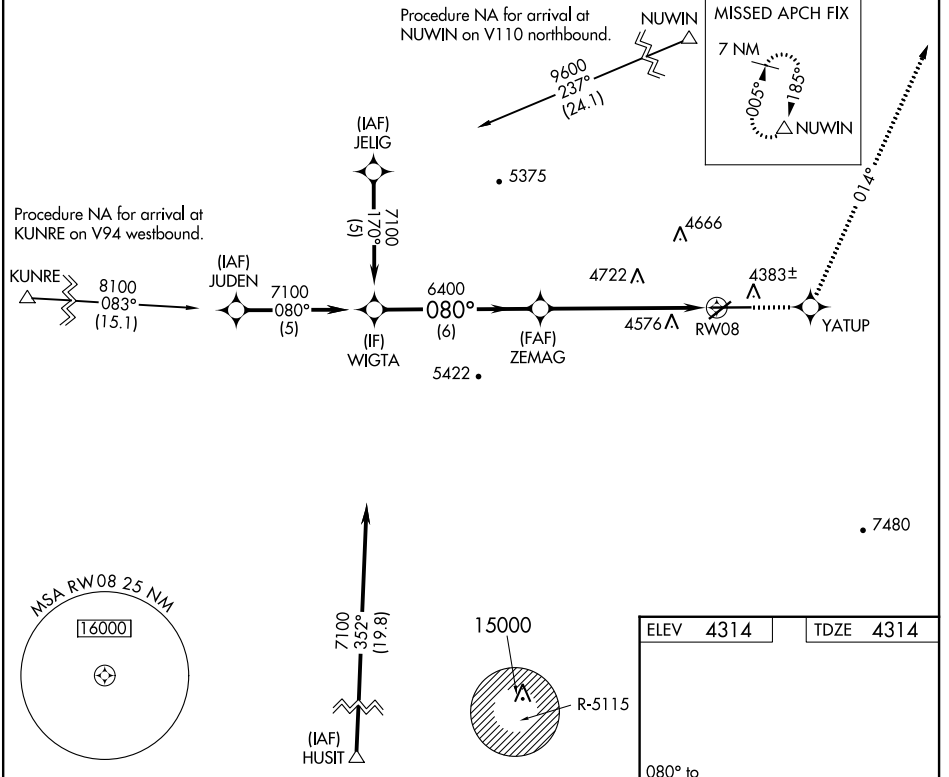 Procedure NA for arrival at
NUWIN on V110 northbound.
NUWIN
9600
237°
(24.1)
MISSED APCH FIX
7 NM
005°
185°
NUWIN
014°
(IAF)
JELIG
7100
170°
(5)
5375
4666
Procedure NA for arrival at
KUNRE on V94 westbound.
KUNRE
8100
083°
(15.1)
(IAF)
JUDEN
7100
080°
(5)
(IF)
WIGTA
6400
080°
(6)
(FAF)
ZEMAG
4722
4576
RW08
4383±
YATUP
5422
7480
MSA RW08 25 NM
16000
7100
352°
(19.8)
(IAF)
HUSIT
15000
R-5115
ELEV 4314
TDZE 4314
080° to